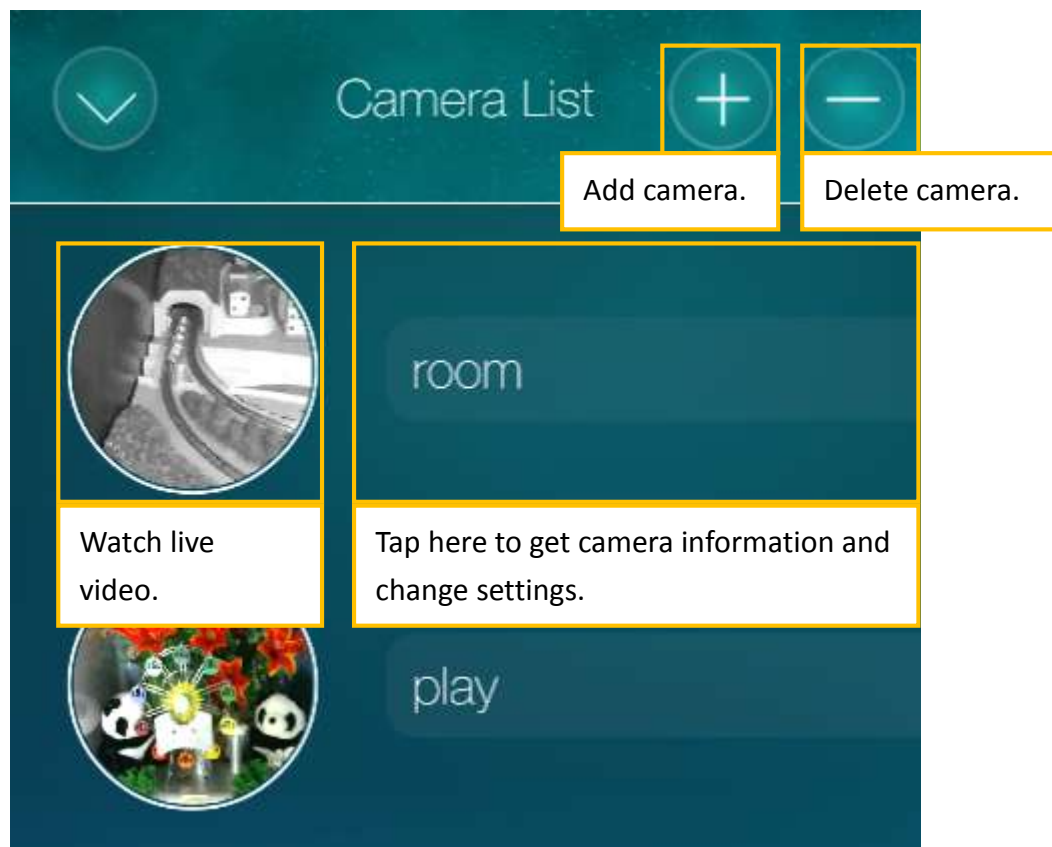 Camera List
Add camera.
Delete camera.
room
Watch live
video.
Tap here to get camera information and
change settings.
play